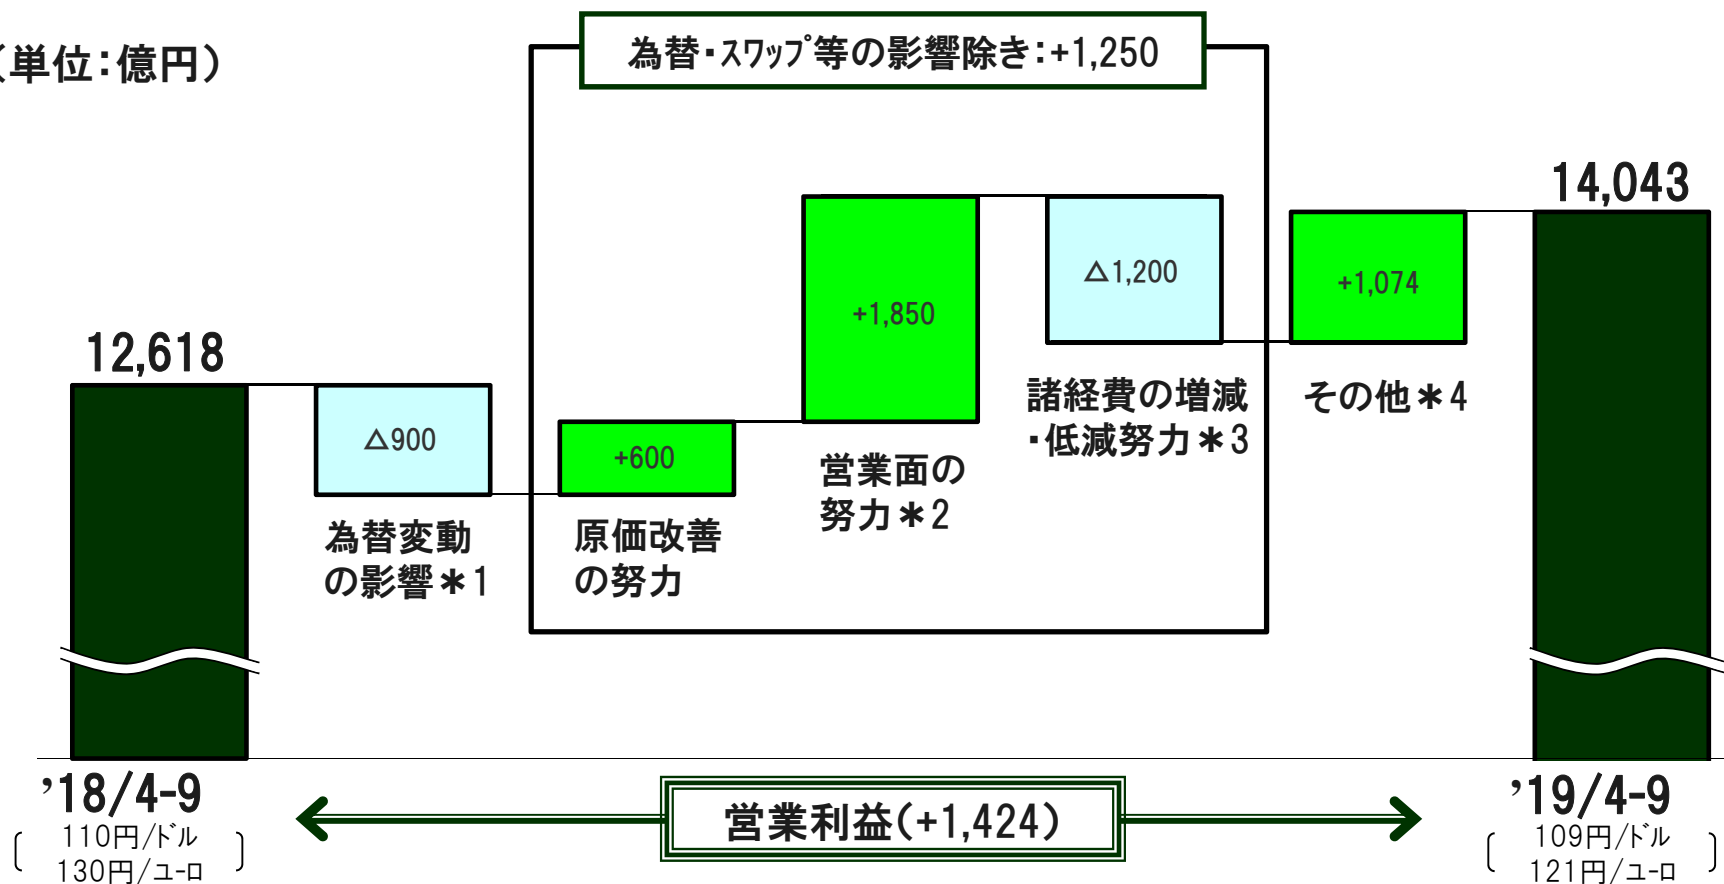 (単位：億円)
為替・ｽﾜｯﾌﾟ等の影響除き：+1,250
12,618
△900
為替変動
の影響＊1
+600
原価改善
の努力
+1,850
営業面の
努力＊2
△1,200
諸経費の増減
・低減努力＊3
+1,074
その他＊4
14,043
’18/4-9
110円/ﾄﾞﾙ
130円/ﾕｰﾛ
営業利益(+1,424)
’19/4-9
109円/ﾄﾞﾙ
121円/ﾕｰﾛ